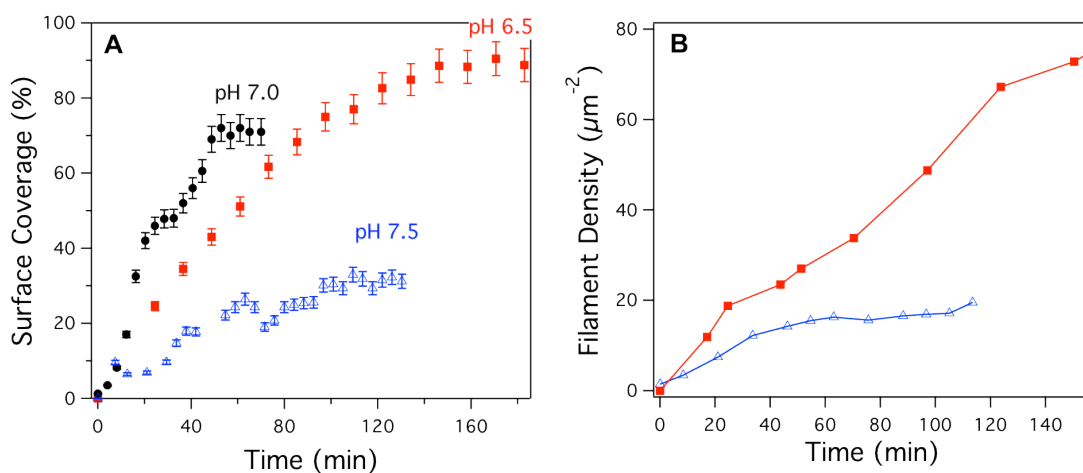 A
pH 6.5
pH 7.0
pH 7.5
Surface Coverage (%)
100
80
60
40
20
0
0 40 80 120 160
Time (min)
B
Filament Density (µm⁻²)
80
60
40
20
0
0 20 40 60 80 100 120 140
Time (min)